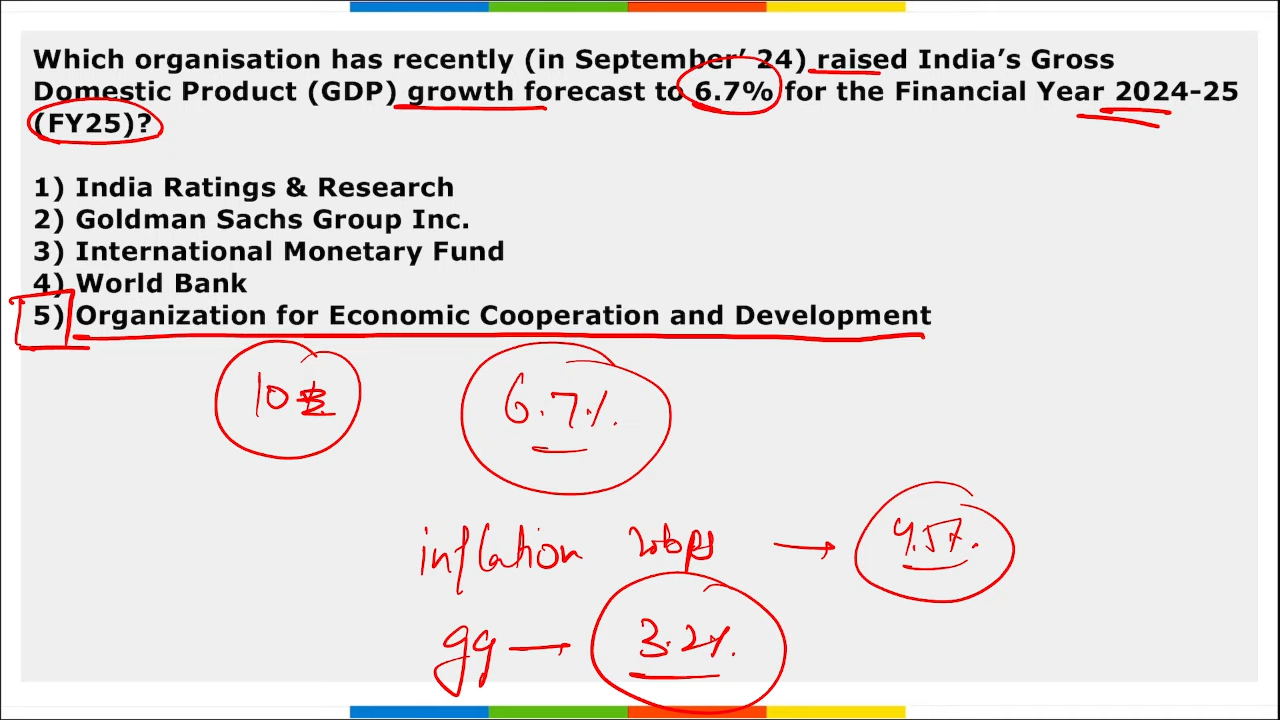 Which organisation has recently (in September’ 24) raised India’s Gross
Domestic Product (GDP) growth forecast to 6.7% for the Financial Year 2024-25
(FY25)?
1) India Ratings & Research
2) Goldman Sachs Group Inc.
3) International Monetary Fund
4) World Bank
5) Organization for Economic Cooperation and Development
10
6.7%.
inflation → 4.5%.
gg → 3.2%.